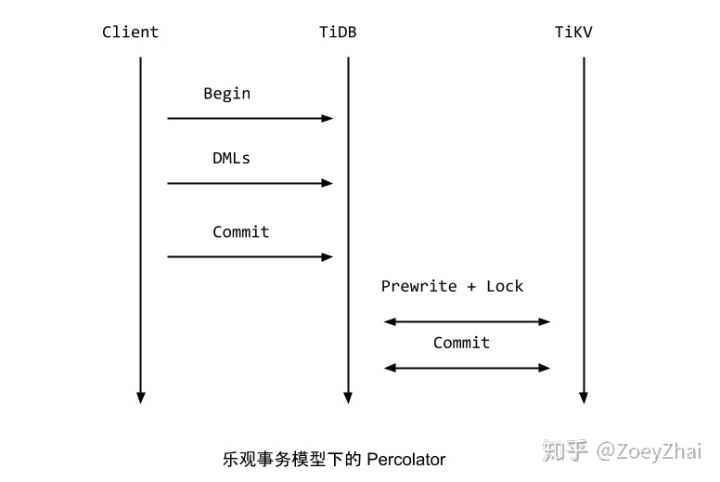 Client TiDB TiKV
Begin
DMLs
Commit
Prewrite + Lock
Commit
乐观事务模型下的 Percolator
知乎 @ZoeyZhai